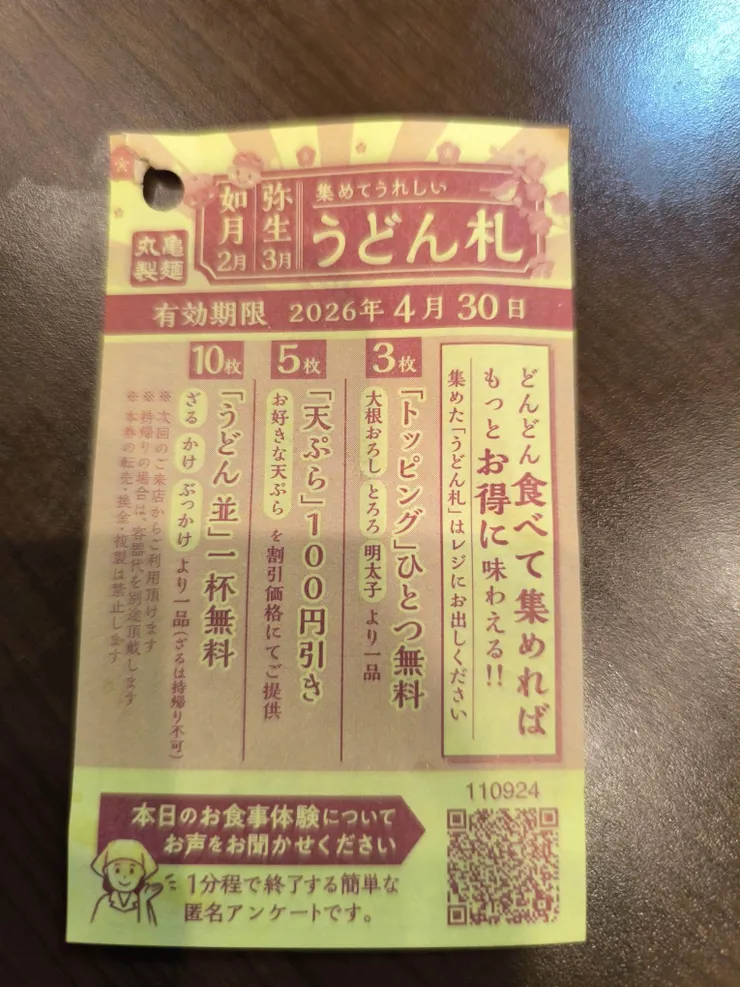 丸亀製麺
如月2月
弥生3月
集めてうれしい
うどん札
有効期限 2026年4月30日
どんどん食べて集めれば
もっとお得に味わえる!!
集めた「うどん札」はレジにお出しください
3枚
「トッピング」ひとつ無料
大根おろし とろろ 明太子 より一品
5枚
「天ぷら」100円引き
お好きな天ぷら を割引価格にてご提供
10枚
「うどん 並」一杯無料
ざる かけ ぶっかけ より一品(ざるは持帰り不可)
※次回のご来店からご利用頂けます
※持帰りの場合は、容器代を別途頂戴します
※本券の転売・換金・複製は禁止します
110924
本日のお食事体験について
お声をお聞かせください
1分程で終了する簡単な
匿名アンケートです。